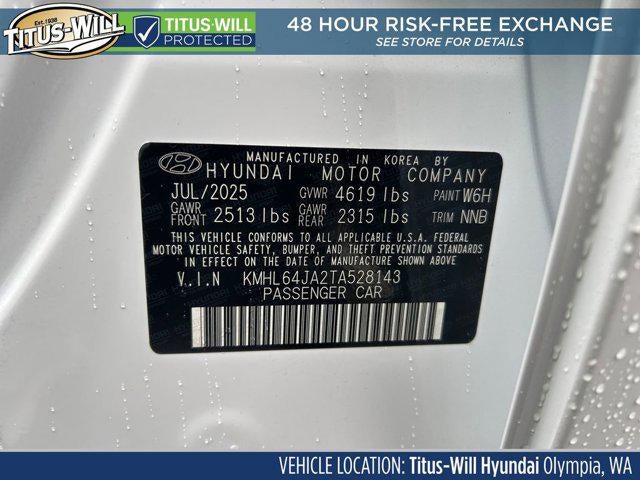 Est. 1938
TITUS-WILL
TITUS-WILL
PROTECTED
48 HOUR RISK-FREE EXCHANGE
SEE STORE FOR DETAILS
MANUFACTURED IN KOREA BY
HYUNDAI MOTOR COMPANY
JUL/2025 GVWR 4619 lbs PAINT W6H
GAWR FRONT 2513 lbs GAWR REAR 2315 lbs TRIM NNB
THIS VEHICLE CONFORMS TO ALL APPLICABLE U.S.A. FEDERAL
MOTOR VEHICLE SAFETY, BUMPER, AND THEFT PREVENTION STANDARDS
IN EFFECT ON THE DATE OF MANUFACTURE SHOWN ABOVE.
V.I.N KMHL64JA2TA528143
PASSENGER CAR
VEHICLE LOCATION: Titus-Will Hyundai Olympia, WA